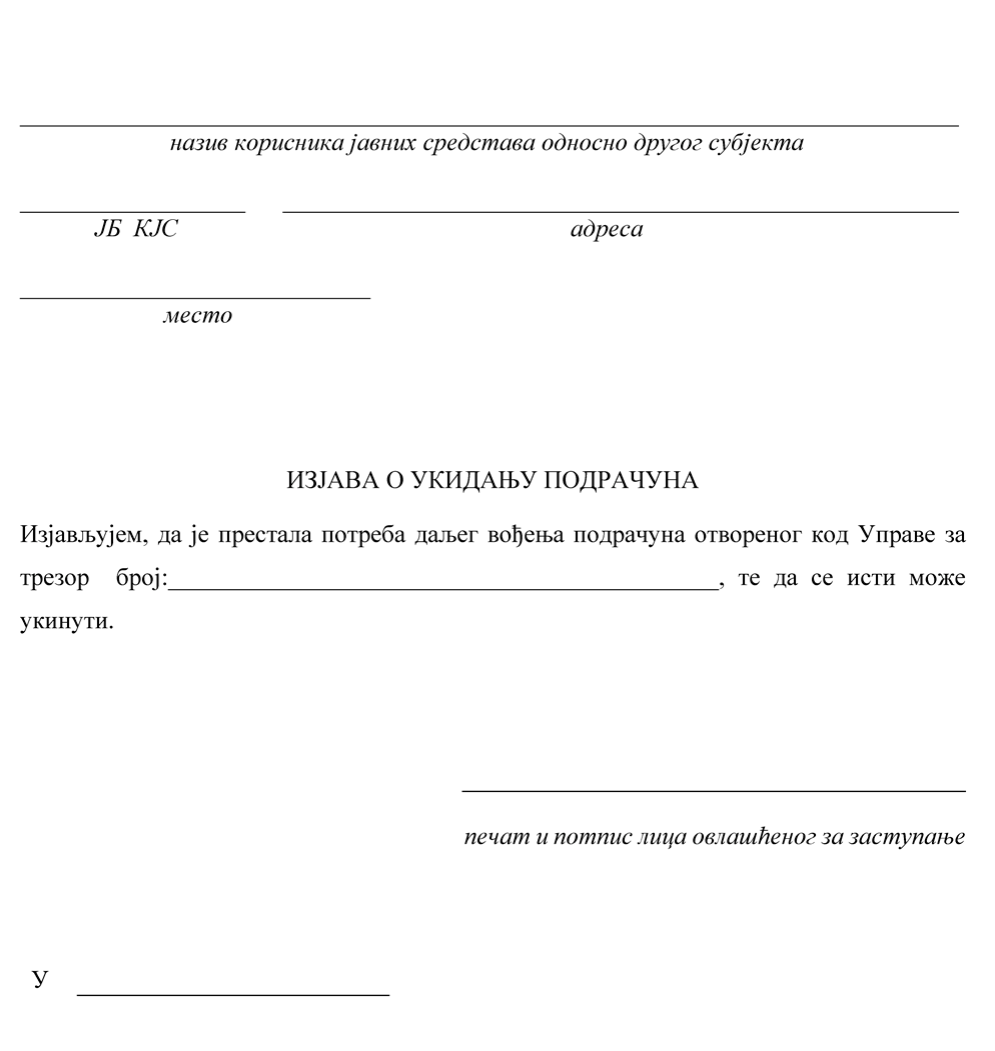 назив корисника јавних средстава односно другог субјекта
ЈБ КЈС адреса
место
ИЗЈАВА О УКИДАЊУ ПОДРАЧУНА
Изјављујем, да је престала потреба даљег вођења подрачуна отвореног код Управе за
трезор број:____________________________________________, те да се исти може
укинути.
печат и потпис лица овлашћеног за заступање
У _________________________